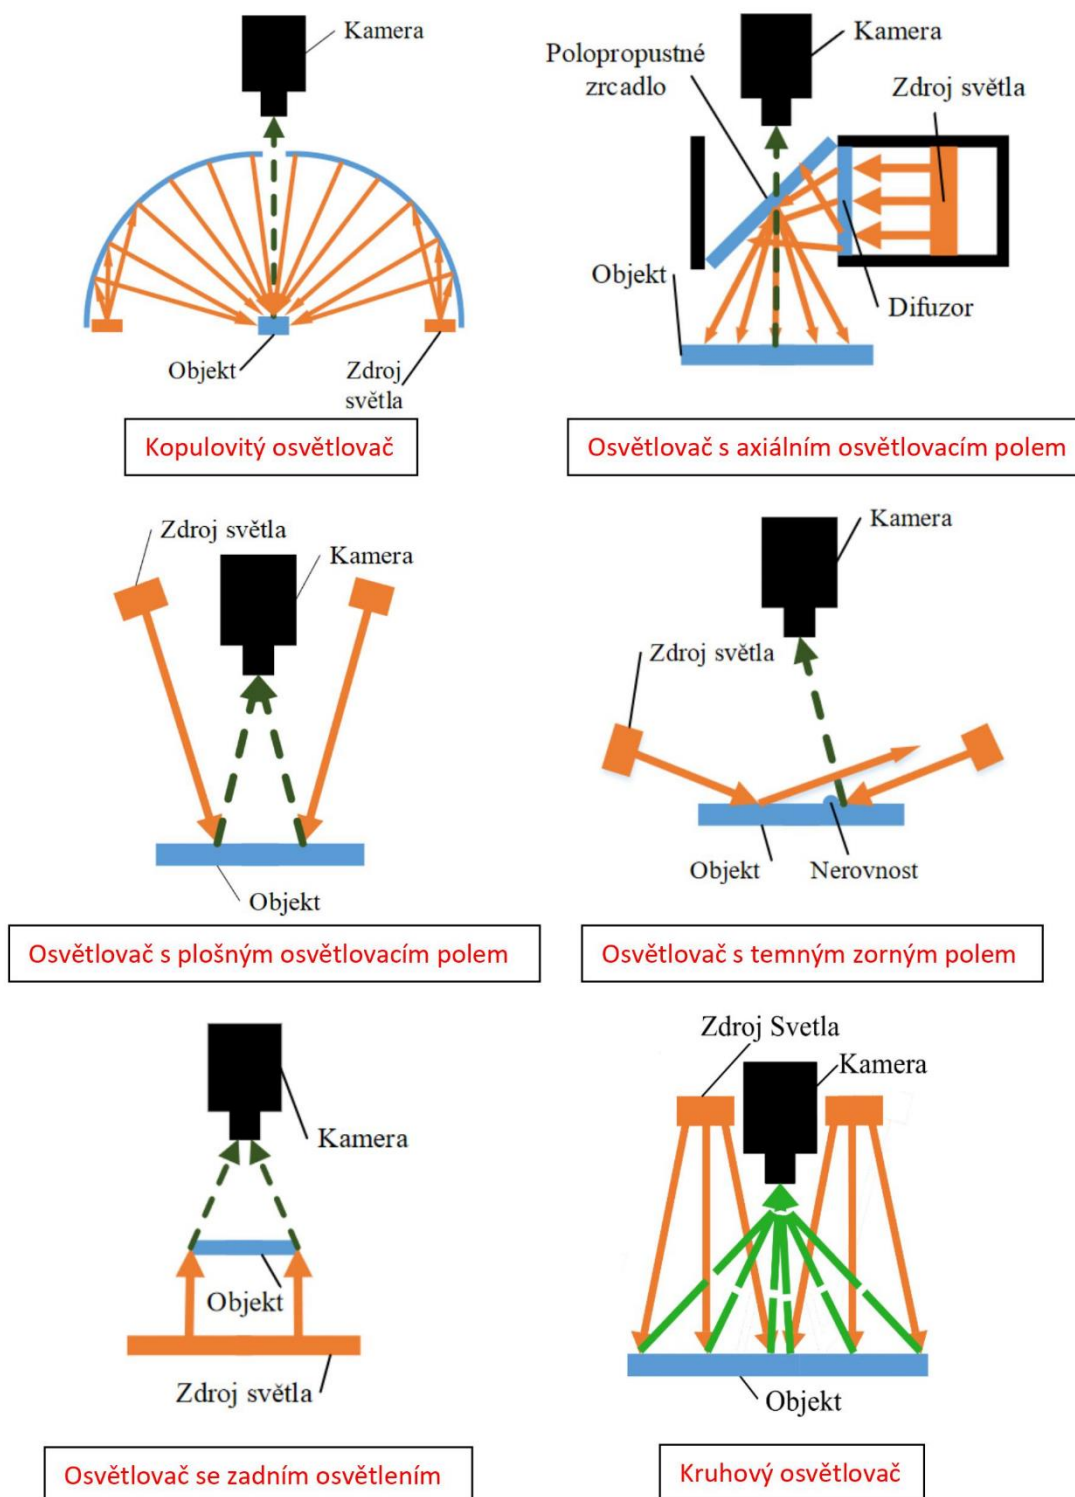 Kamera
Objekt
Zdroj
světla
Kopulovitý osvětlovač
Kamera
Polopropustné
zrcadlo
Zdroj světla
Objekt
Difuzor
Osvětlovač s axiálním osvětlovacím polem
Zdroj světla
Kamera
Objekt
Osvětlovač s plošným osvětlovacím polem
Kamera
Zdroj světla
Objekt
Nerovnost
Osvětlovač s temným zorným polem
Kamera
Objekt
Zdroj světla
Osvětlovač se zadním osvětlením
Zdroj Svetla
Kamera
Objekt
Kruhový osvětlovač